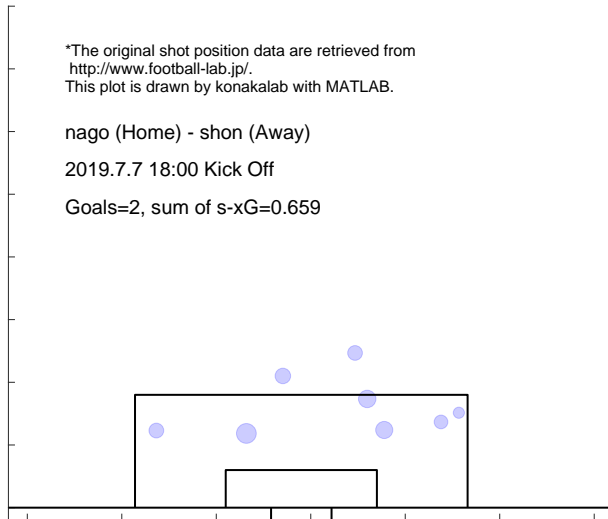 *The original shot position data are retrieved from
http://www.football-lab.jp/.
This plot is drawn by konakalab with MATLAB.
nago (Home) - shon (Away)
2019.7.7 18:00 Kick Off
Goals=2, sum of s-xG=0.659